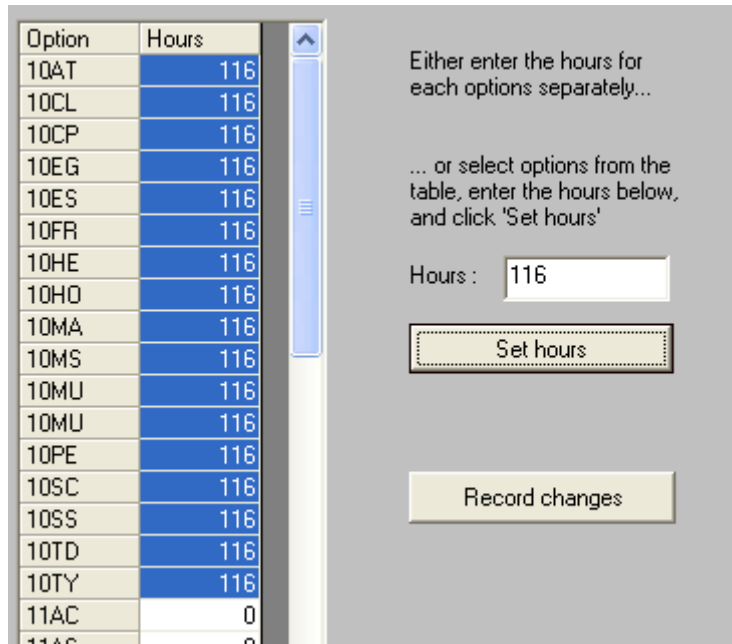 Option Hours
10AT 116
10CL 116
10CP 116
10EG 116
10ES 116
10FR 116
10HE 116
10HO 116
10MA 116
10MS 116
10MU 116
10MU 116
10PE 116
10SC 116
10SS 116
10TD 116
10TY 116
11AC 0
Either enter the hours for
each options separately...
... or select options from the
table, enter the hours below,
and click 'Set hours'
Hours : 116
Set hours
Record changes